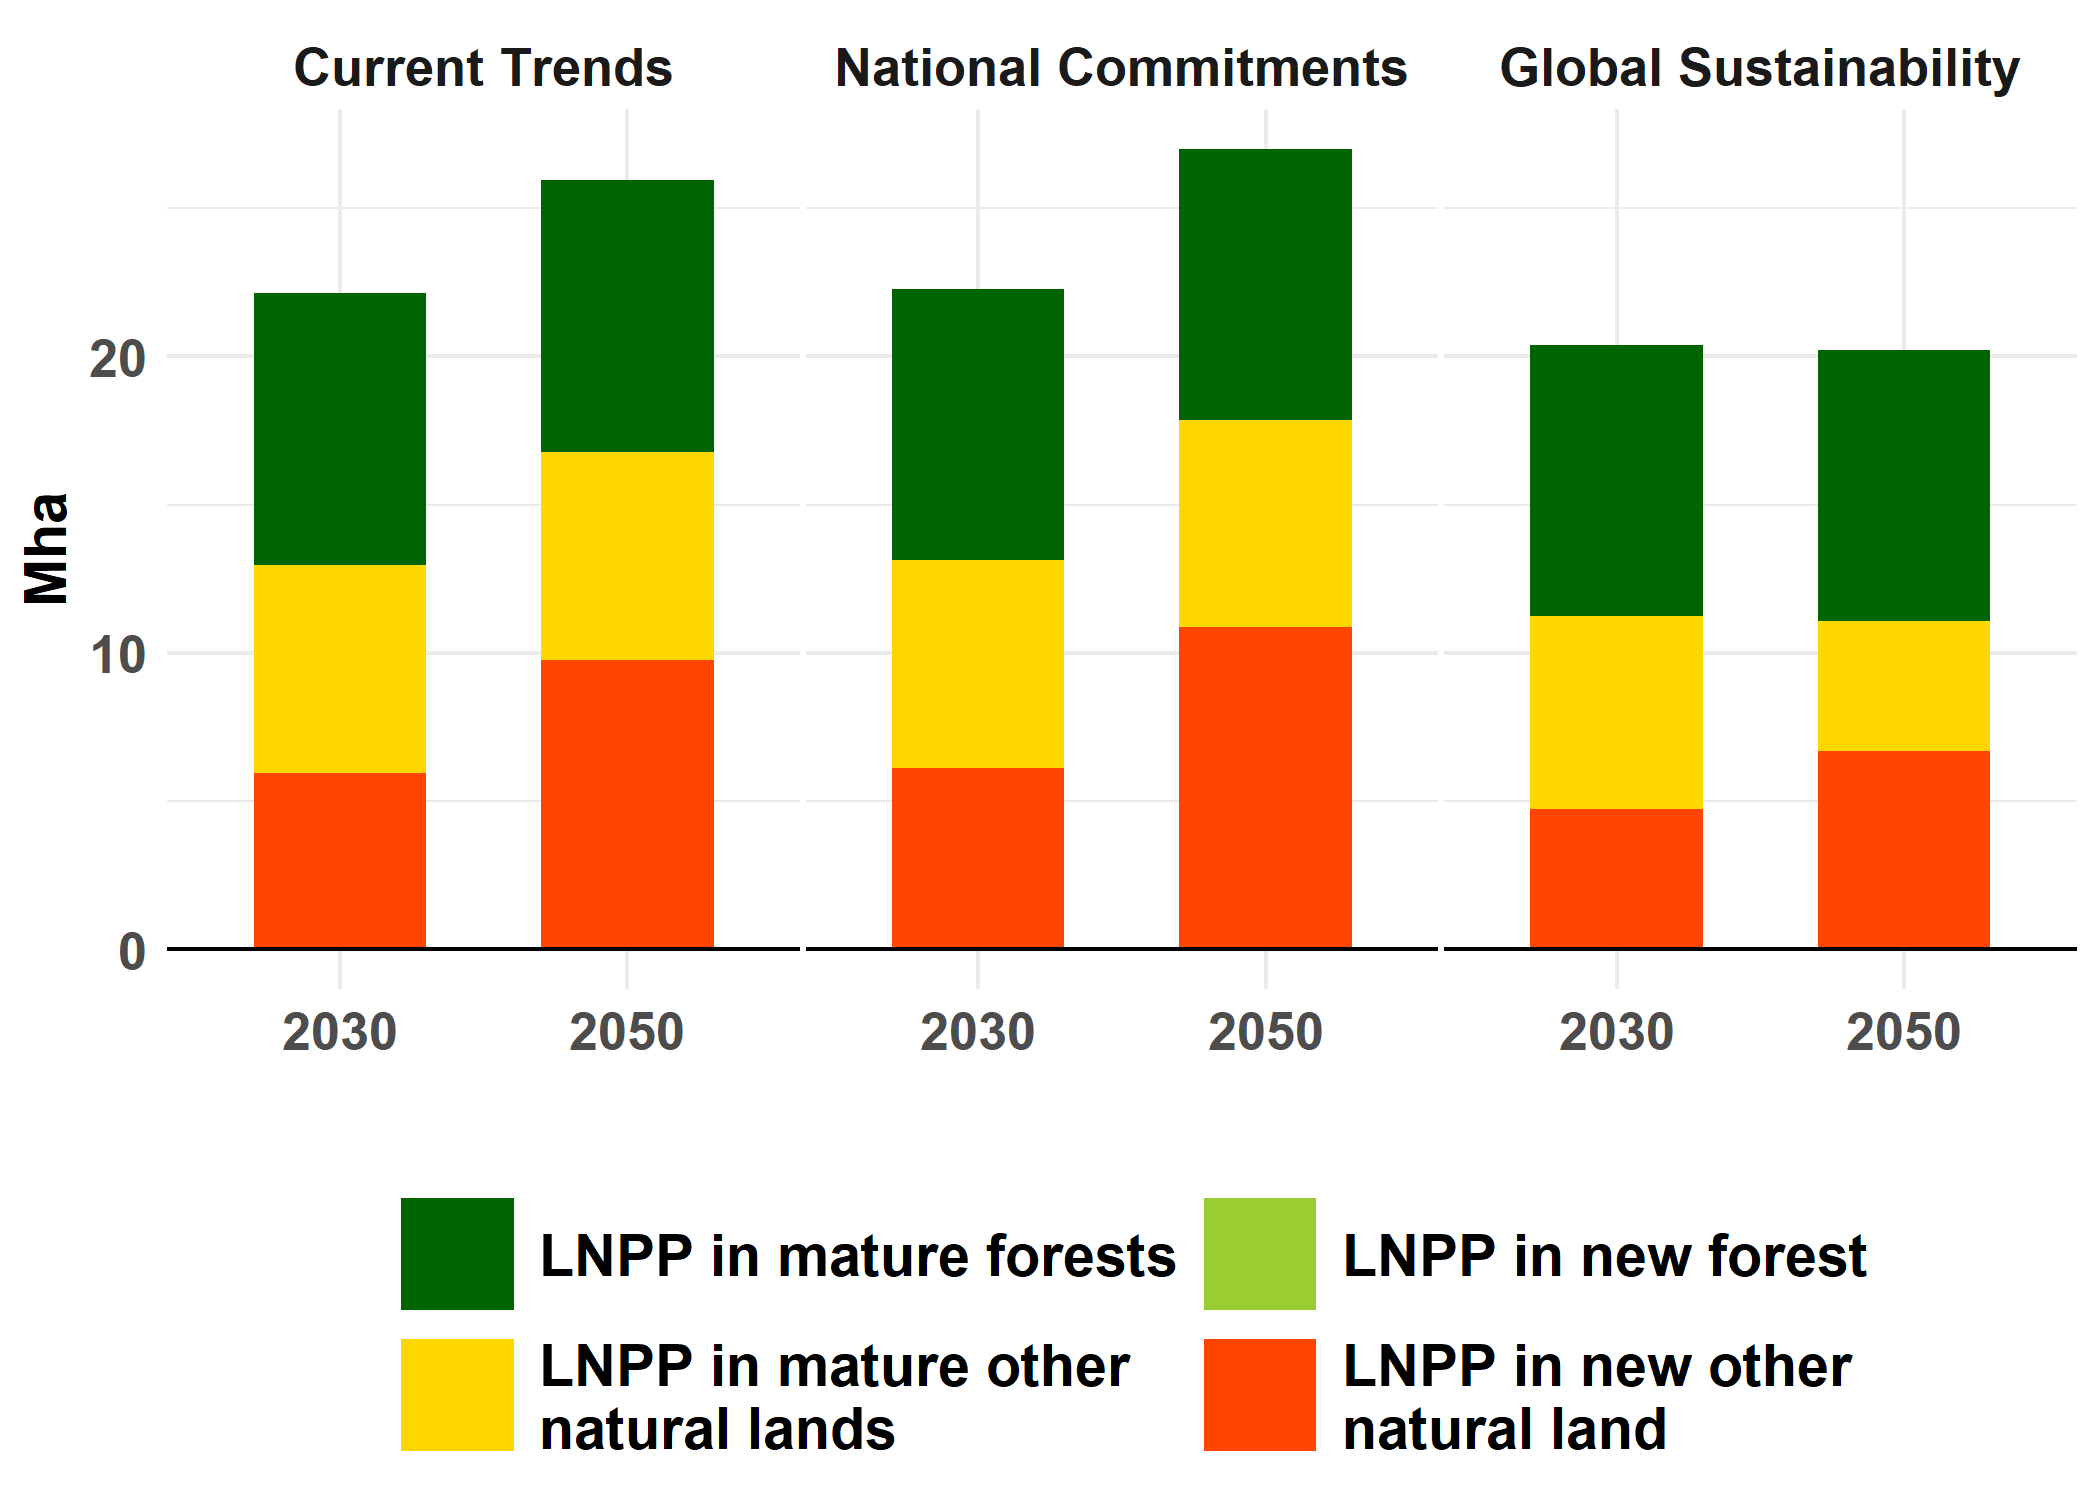 Current Trends
National Commitments
Global Sustainability
Mha
20
10
0
2030
2050
2030
2050
2030
2050
LNPP in mature forests
LNPP in new forest
LNPP in mature other
natural lands
LNPP in new other
natural land